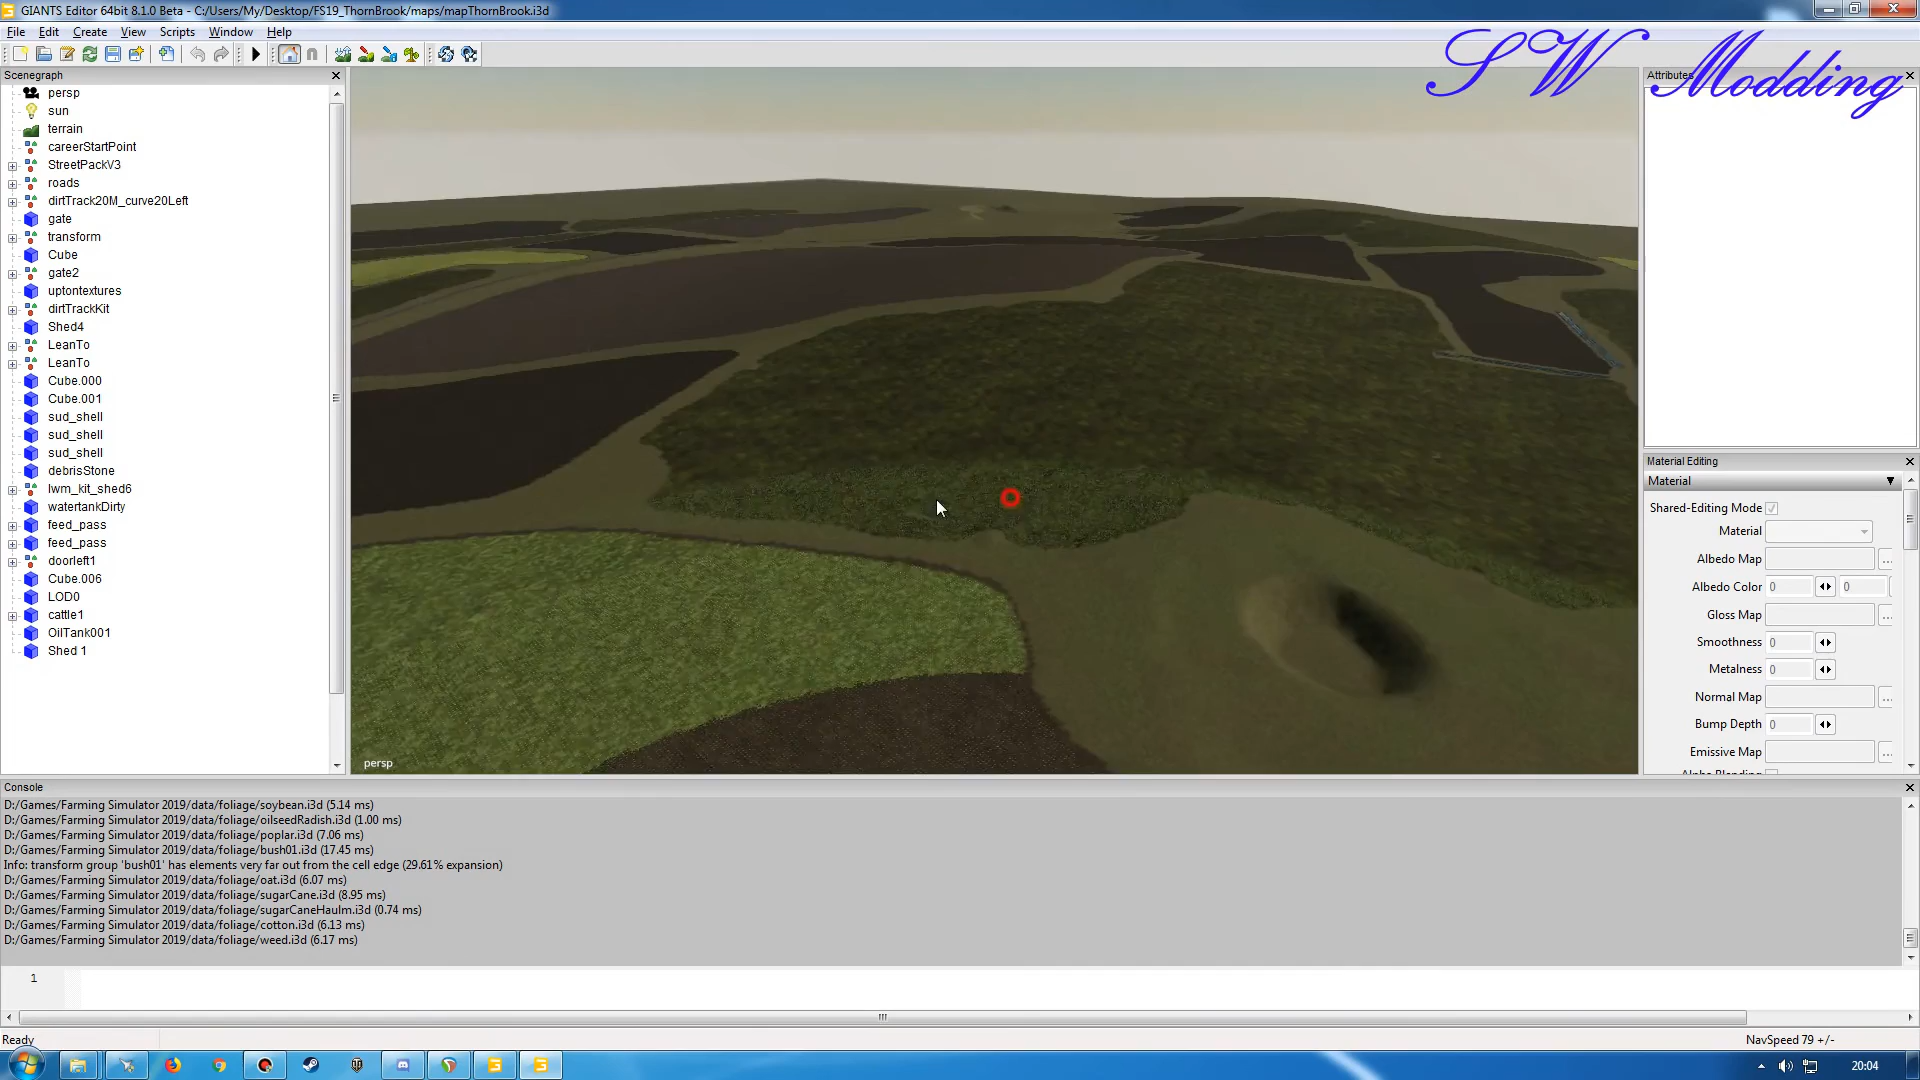 GIANTS Editor 64bit 8.1.0 Beta - C:/Users/My/Desktop/FS19_ThornBrook/maps/mapThornBrook.i3d
File Edit Create View Scripts Window Help
SW Modding
Scenegraph
persp
sun
terrain
careerStartPoint
StreetPackV3
roads
dirtTrack20M_curve20Left
gate
transform
Cube
gate2
uptontextures
dirtTrackKit
Shed4
LeanTo
LeanTo
Cube.000
Cube.001
sud_shell
sud_shell
sud_shell
debrisStone
lwm_kit_shed6
watertankDirty
feed_pass
feed_pass
doorleft1
Cube.006
LOD0
cattle1
OilTank001
Shed 1
persp
Attributes
Material Editing
Material
Shared-Editing Mode
Material
Albedo Map
Albedo Color 0 0
Gloss Map
Smoothness 0
Metalness 0
Normal Map
Bump Depth 0
Emissive Map
Console
D:/Games/Farming Simulator 2019/data/foliage/soybean.i3d (5.14 ms)
D:/Games/Farming Simulator 2019/data/foliage/oilseedRadish.i3d (1.00 ms)
D:/Games/Farming Simulator 2019/data/foliage/poplar.i3d (7.06 ms)
D:/Games/Farming Simulator 2019/data/foliage/bush01.i3d (17.45 ms)
Info: transform group 'bush01' has elements very far out from the cell edge (29.61% expansion)
D:/Games/Farming Simulator 2019/data/foliage/oat.i3d (6.07 ms)
D:/Games/Farming Simulator 2019/data/foliage/sugarCane.i3d (8.95 ms)
D:/Games/Farming Simulator 2019/data/foliage/sugarCaneHaulm.i3d (0.74 ms)
D:/Games/Farming Simulator 2019/data/foliage/cotton.i3d (6.13 ms)
D:/Games/Farming Simulator 2019/data/foliage/weed.i3d (6.17 ms)
1
Ready
NavSpeed 79 +/-
20:04